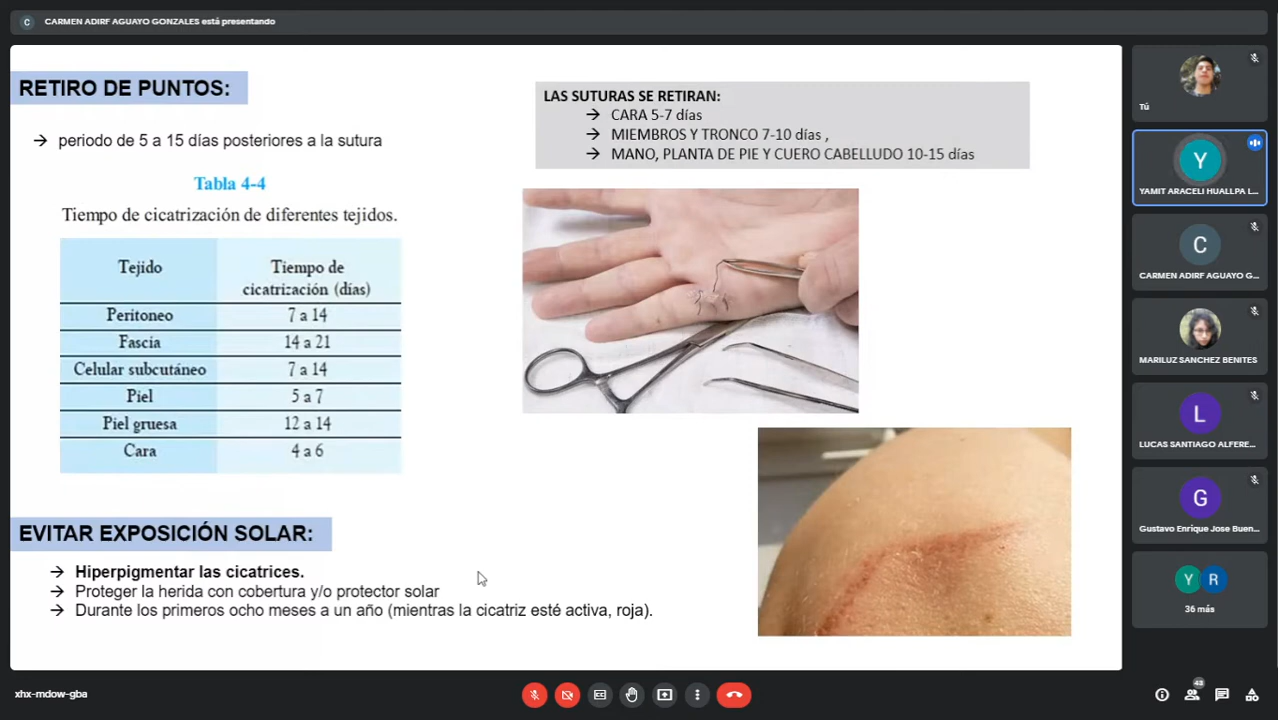 C CARMEN ADIRF AGUAYO GONZALES está presentando
RETIRO DE PUNTOS:
→ periodo de 5 a 15 días posteriores a la sutura
Tabla 4-4
Tiempo de cicatrización de diferentes tejidos.
Tejido Tiempo de
cicatrización (días)
Peritoneo 7 a 14
Fascia 14 a 21
Celular subcutáneo 7 a 14
Piel 5 a 7
Piel gruesa 12 a 14
Cara 4 a 6
LAS SUTURAS SE RETIRAN:
→ CARA 5-7 días
→ MIEMBROS Y TRONCO 7-10 días ,
→ MANO, PLANTA DE PIE Y CUERO CABELLUDO 10-15 días
EVITAR EXPOSICIÓN SOLAR:
→ Hiperpigmentar las cicatrices.
→ Proteger la herida con cobertura y/o protector solar
→ Durante los primeros ocho meses a un año (mientras la cicatriz esté activa, roja).
Tú
Y
YAMIT ARACELI HUALLPA L...
C
CARMEN ADIRF AGUAYO G...
MARILUZ SANCHEZ BENITES
L
LUCAS SANTIAGO ALFERE...
G
Gustavo Enrique Jose Buen...
Y R
36 más
xhx-mdow-gba
43